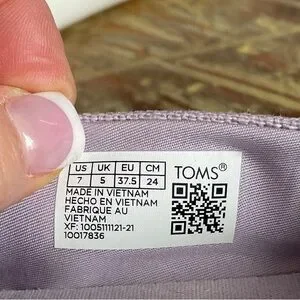 US UK EU CM TOMS®
7 5 37.5 24
MADE IN VIETNAM
HECHO EN VIETNAM
FABRIQUE AU
VIETNAM
XF: 1005111121-21
10017836